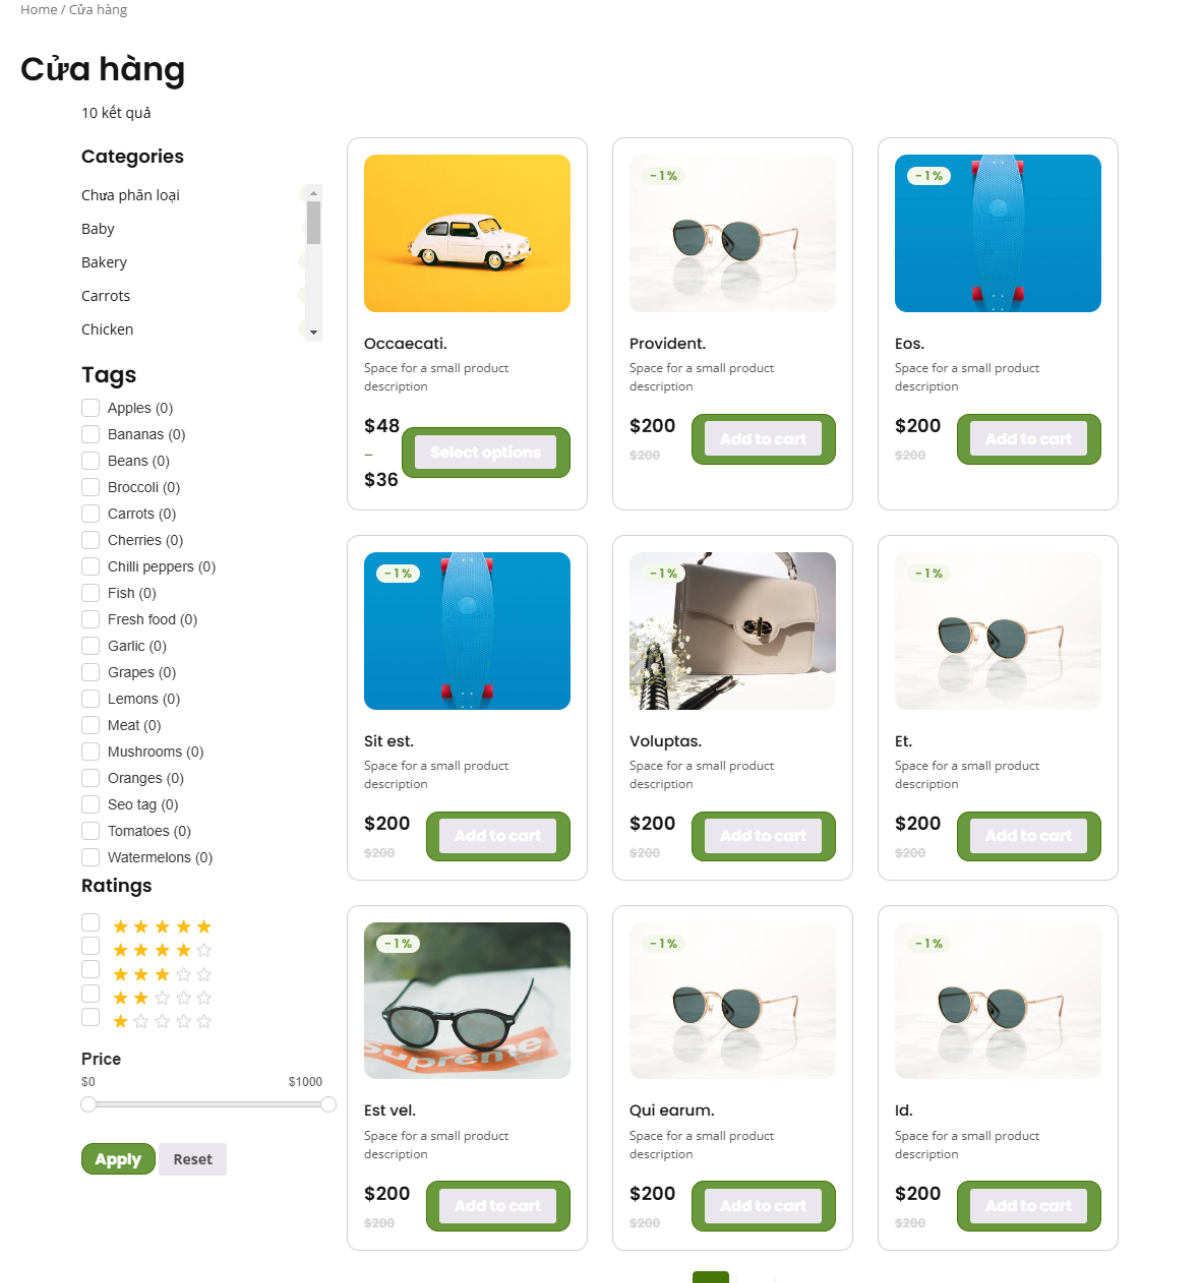 Home / Cửa hàng
Cửa hàng
10 kết quả
Categories
Chưa phân loại
Baby
Bakery
Carrots
Chicken
Tags
Apples (0)
Bananas (0)
Beans (0)
Broccoli (0)
Carrots (0)
Cherries (0)
Chilli peppers (0)
Fish (0)
Fresh food (0)
Garlic (0)
Grapes (0)
Lemons (0)
Meat (0)
Mushrooms (0)
Oranges (0)
Seo tag (0)
Tomatoes (0)
Watermelons (0)
Ratings
Price
$0 $1000
Apply Reset
Occaecati.
Space for a small product
description
$48
–
$36
Select options
-1%
Provident.
Space for a small product
description
$200
$200
Add to cart
-1%
Eos.
Space for a small product
description
$200
$200
Add to cart
-1%
Sit est.
Space for a small product
description
$200
$200
Add to cart
-1%
Voluptas.
Space for a small product
description
$200
$200
Add to cart
-1%
Et.
Space for a small product
description
$200
$200
Add to cart
-1%
Supreme
Est vel.
Space for a small product
description
$200
$200
Add to cart
-1%
Qui earum.
Space for a small product
description
$200
$200
Add to cart
-1%
Id.
Space for a small product
description
$200
$200
Add to cart